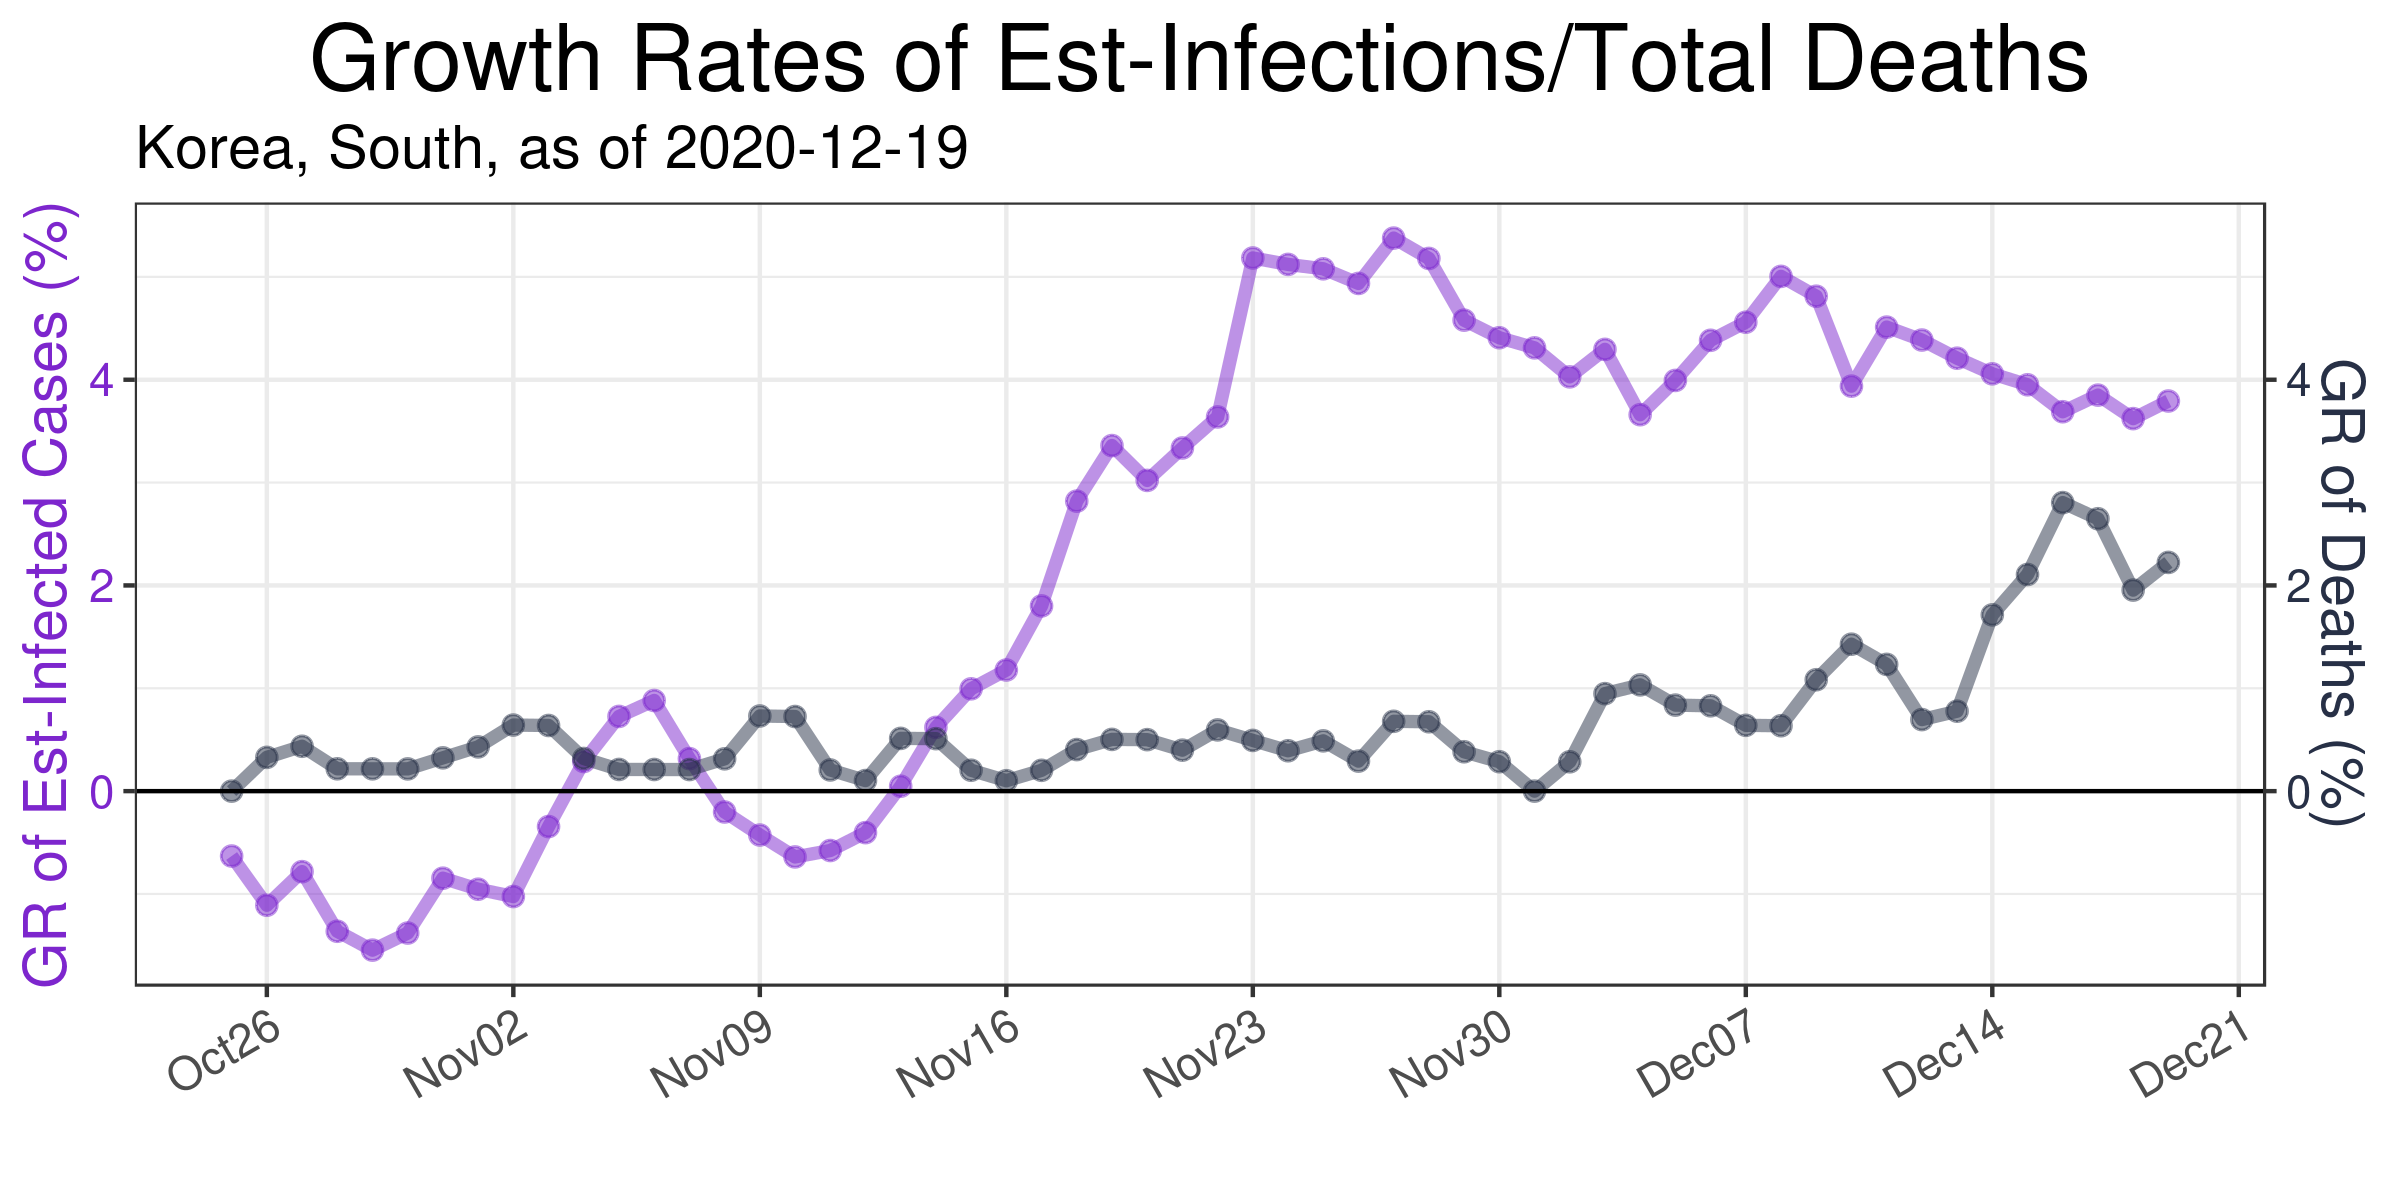 Growth Rates of Est-Infections/Total Deaths
Korea, South, as of 2020-12-19
GR of Est-Infected Cases (%)
4
2
0
4
2
0
GR of Deaths (%)
Oct26
Nov02
Nov09
Nov16
Nov23
Nov30
Dec07
Dec14
Dec21